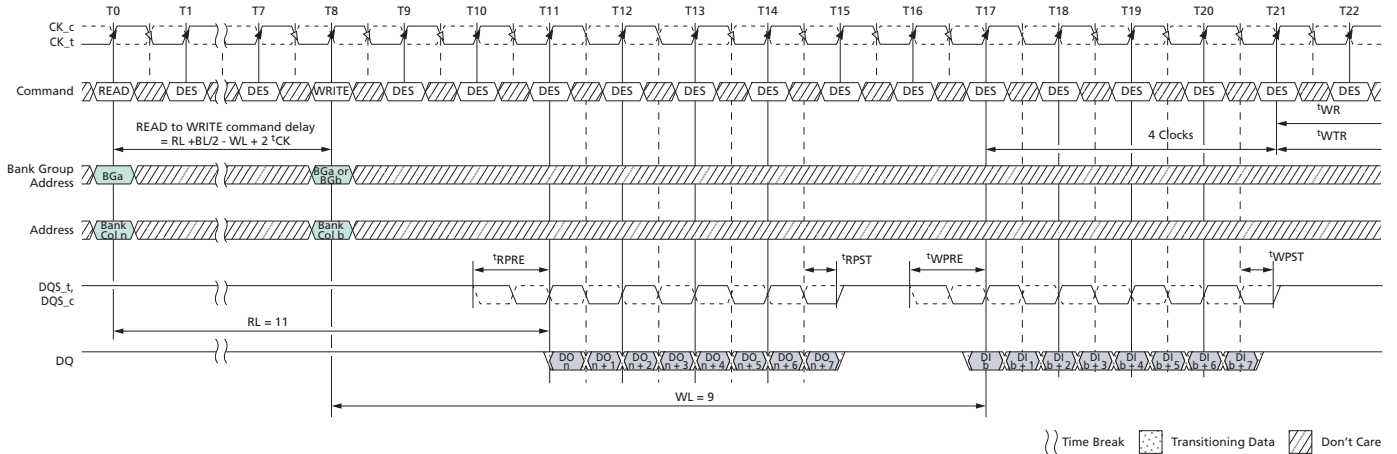 T0 T1 T7 T8 T9 T10 T11 T12 T13 T14 T15 T16 T17 T18 T19 T20 T21 T22
CK_c
CK_t
Command READ DES DES WRITE DES DES DES DES DES DES DES DES DES DES DES DES DES DES
READ to WRITE command delay
= RL +BL/2 - WL + 2 tCK
tWR
4 Clocks tWTR
Bank Group
Address
BGa
BGa or
BGb
Address
Bank
Col n
Bank
Col b
tRPRE tRPST tWPRE tWPST
DQS_t,
DQS_c
RL = 11
DQ
DO
n
DO
n + 1
DO
n + 2
DO
n + 3
DO
n + 4
DO
n + 5
DO
n + 6
DO
n + 7
DI
b
DI
b + 1
DI
b + 2
DI
b + 3
DI
b + 4
DI
b + 5
DI
b + 6
DI
b + 7
WL = 9
Time Break Transitioning Data Don't Care